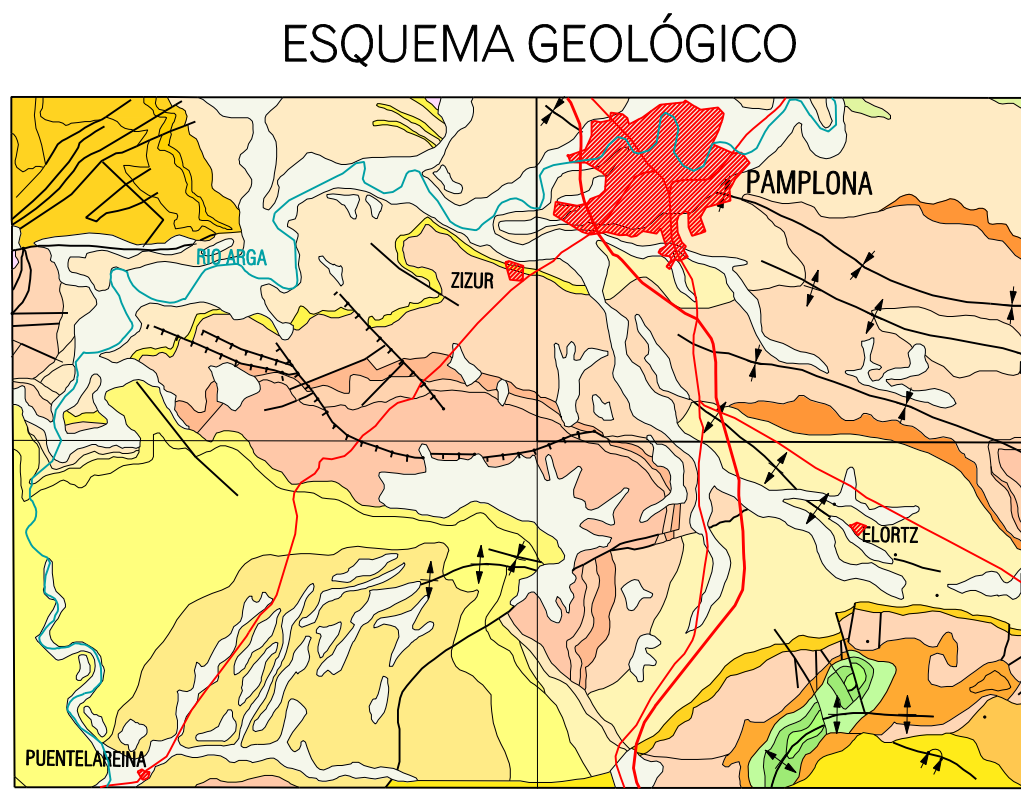 ESQUEMA GEOLÓGICO
PAMPLONA
RIO ARGA
ZIZUR
ELORTZ
PUENTELAREINA